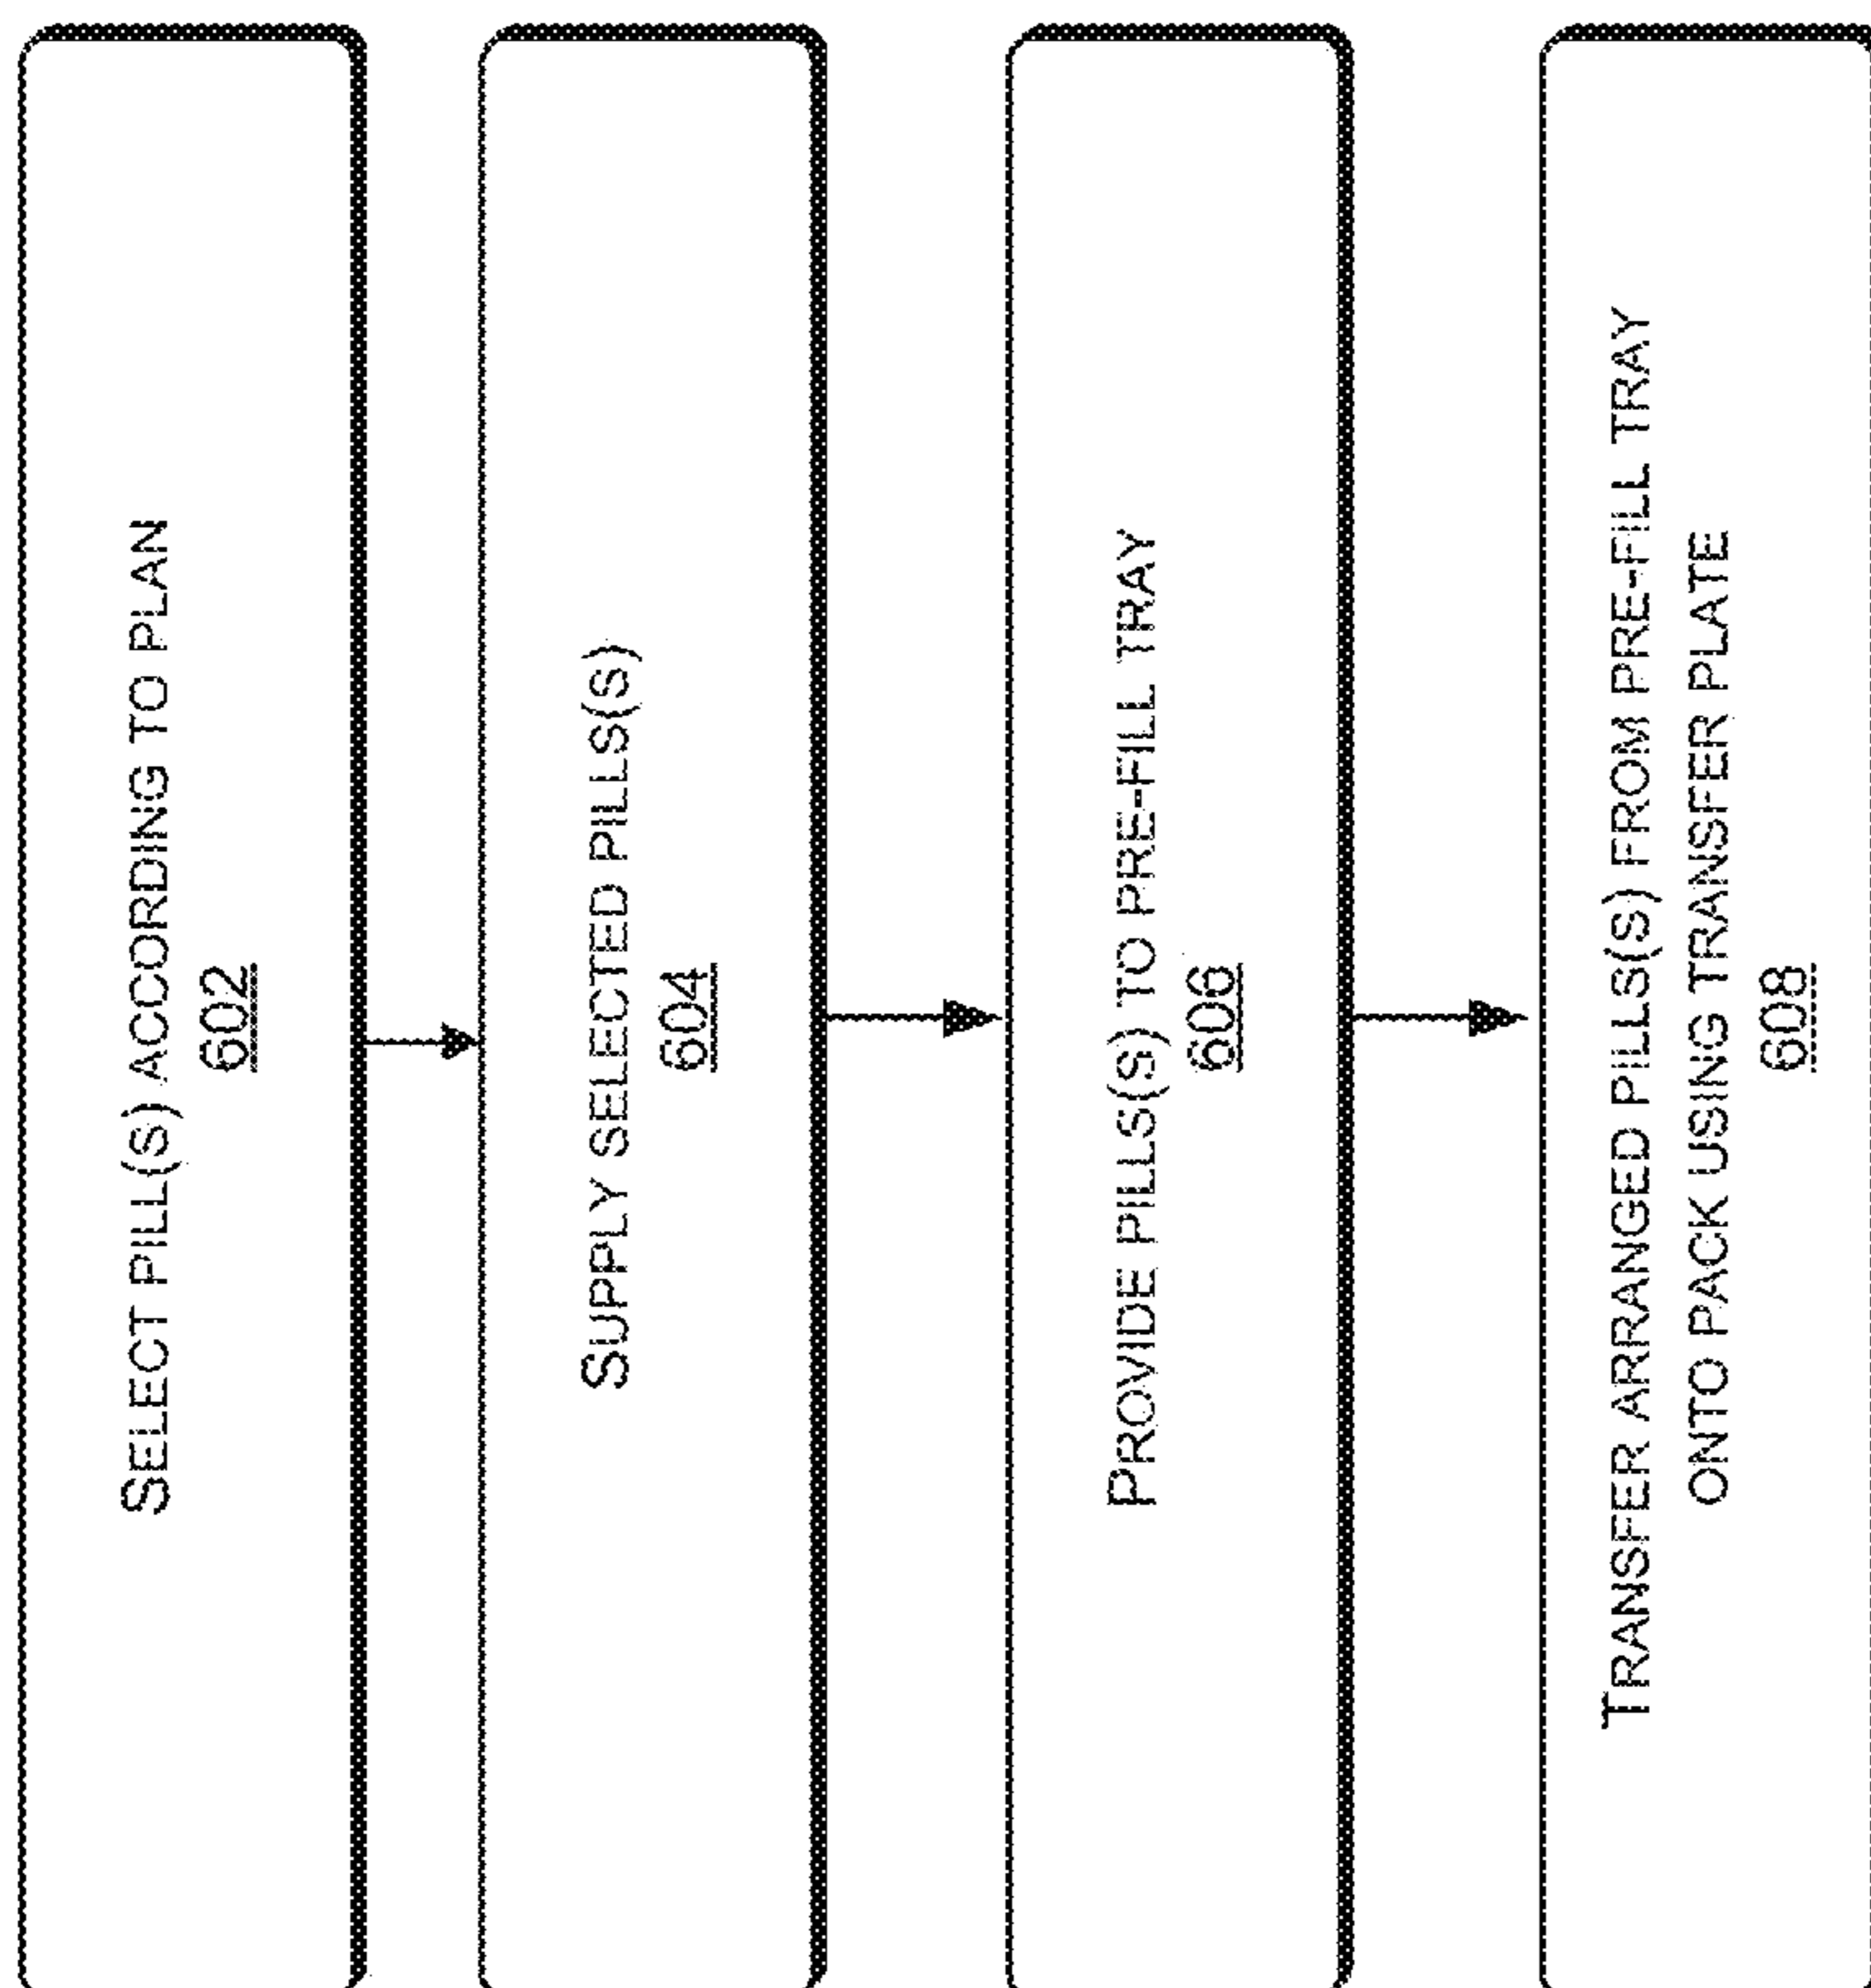 SELECT PILL(S) ACCORDING TO PLAN
602
SUPPLY SELECTED PILLS(S)
604
PROVIDE PILLS(S) TO PRE-FILL TRAY
606
TRANSFER ARRANGED PILLS(S) FROM PRE-FILL TRAY
ONTO PACK USING TRANSFER PLATE
608